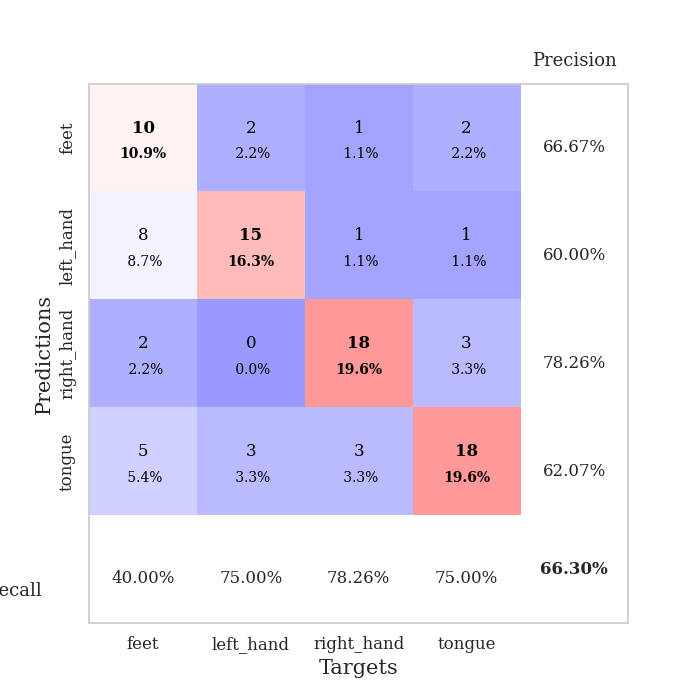 Precision
feet 10 2 1 2 66.67%
10.9% 2.2% 1.1% 2.2%
left_hand 8 15 1 1 60.00%
8.7% 16.3% 1.1% 1.1%
right_hand 2 0 18 3 78.26%
2.2% 0.0% 19.6% 3.3%
tongue 5 3 3 18 62.07%
5.4% 3.3% 3.3% 19.6%
Predictions
ecall 40.00% 75.00% 78.26% 75.00% 66.30%
feet left_hand right_hand tongue
Targets